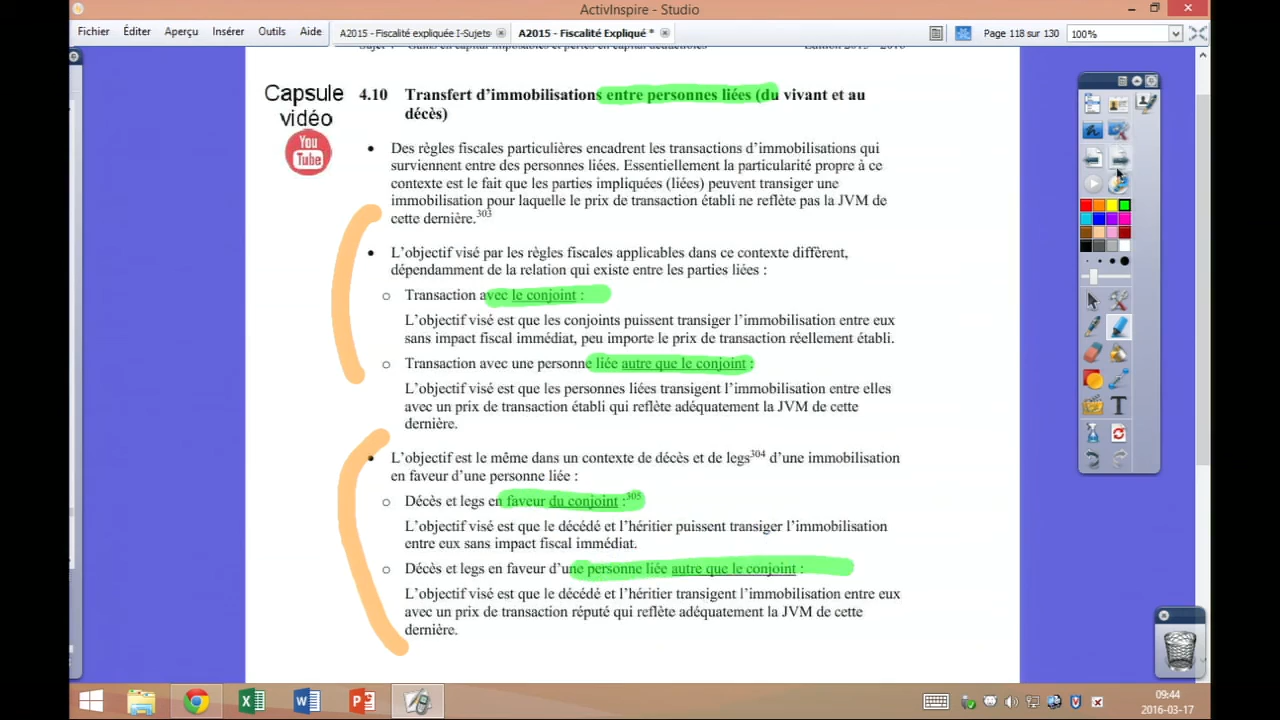 ActivInspire - Studio
Fichier Éditer Aperçu Insérer Outils Aide
A2015 - Fiscalité expliquée I-Sujets
A2015 - Fiscalité Expliqué *
Page 118 sur 130
100%
Capsule
vidéo
You
Tube
4.10 Transfert d’immobilisations entre personnes liées (du vivant et au
décès)
• Des règles fiscales particulières encadrent les transactions d’immobilisations qui
surviennent entre des personnes liées. Essentiellement la particularité propre à ce
contexte est le fait que les parties impliquées (liées) peuvent transiger une
immobilisation pour laquelle le prix de transaction établi ne reflète pas la JVM de
cette dernière.303
• L’objectif visé par les règles fiscales applicables dans ce contexte diffèrent,
dépendamment de la relation qui existe entre les parties liées :
o Transaction avec le conjoint :
L’objectif visé est que les conjoints puissent transiger l’immobilisation entre eux
sans impact fiscal immédiat, peu importe le prix de transaction réellement établi.
o Transaction avec une personne liée autre que le conjoint :
L’objectif visé est que les personnes liées transigent l’immobilisation entre elles
avec un prix de transaction établi qui reflète adéquatement la JVM de cette
dernière.
• L’objectif est le même dans un contexte de décès et de legs304 d’une immobilisation
en faveur d’une personne liée :
o Décès et legs en faveur du conjoint :305
L’objectif visé est que le décédé et l’héritier puissent transiger l’immobilisation
entre eux sans impact fiscal immédiat.
o Décès et legs en faveur d’une personne liée autre que le conjoint :
L’objectif visé est que le décédé et l’héritier transigent l’immobilisation entre eux
avec un prix de transaction réputé qui reflète adéquatement la JVM de cette
dernière.
09:44
2016-03-17